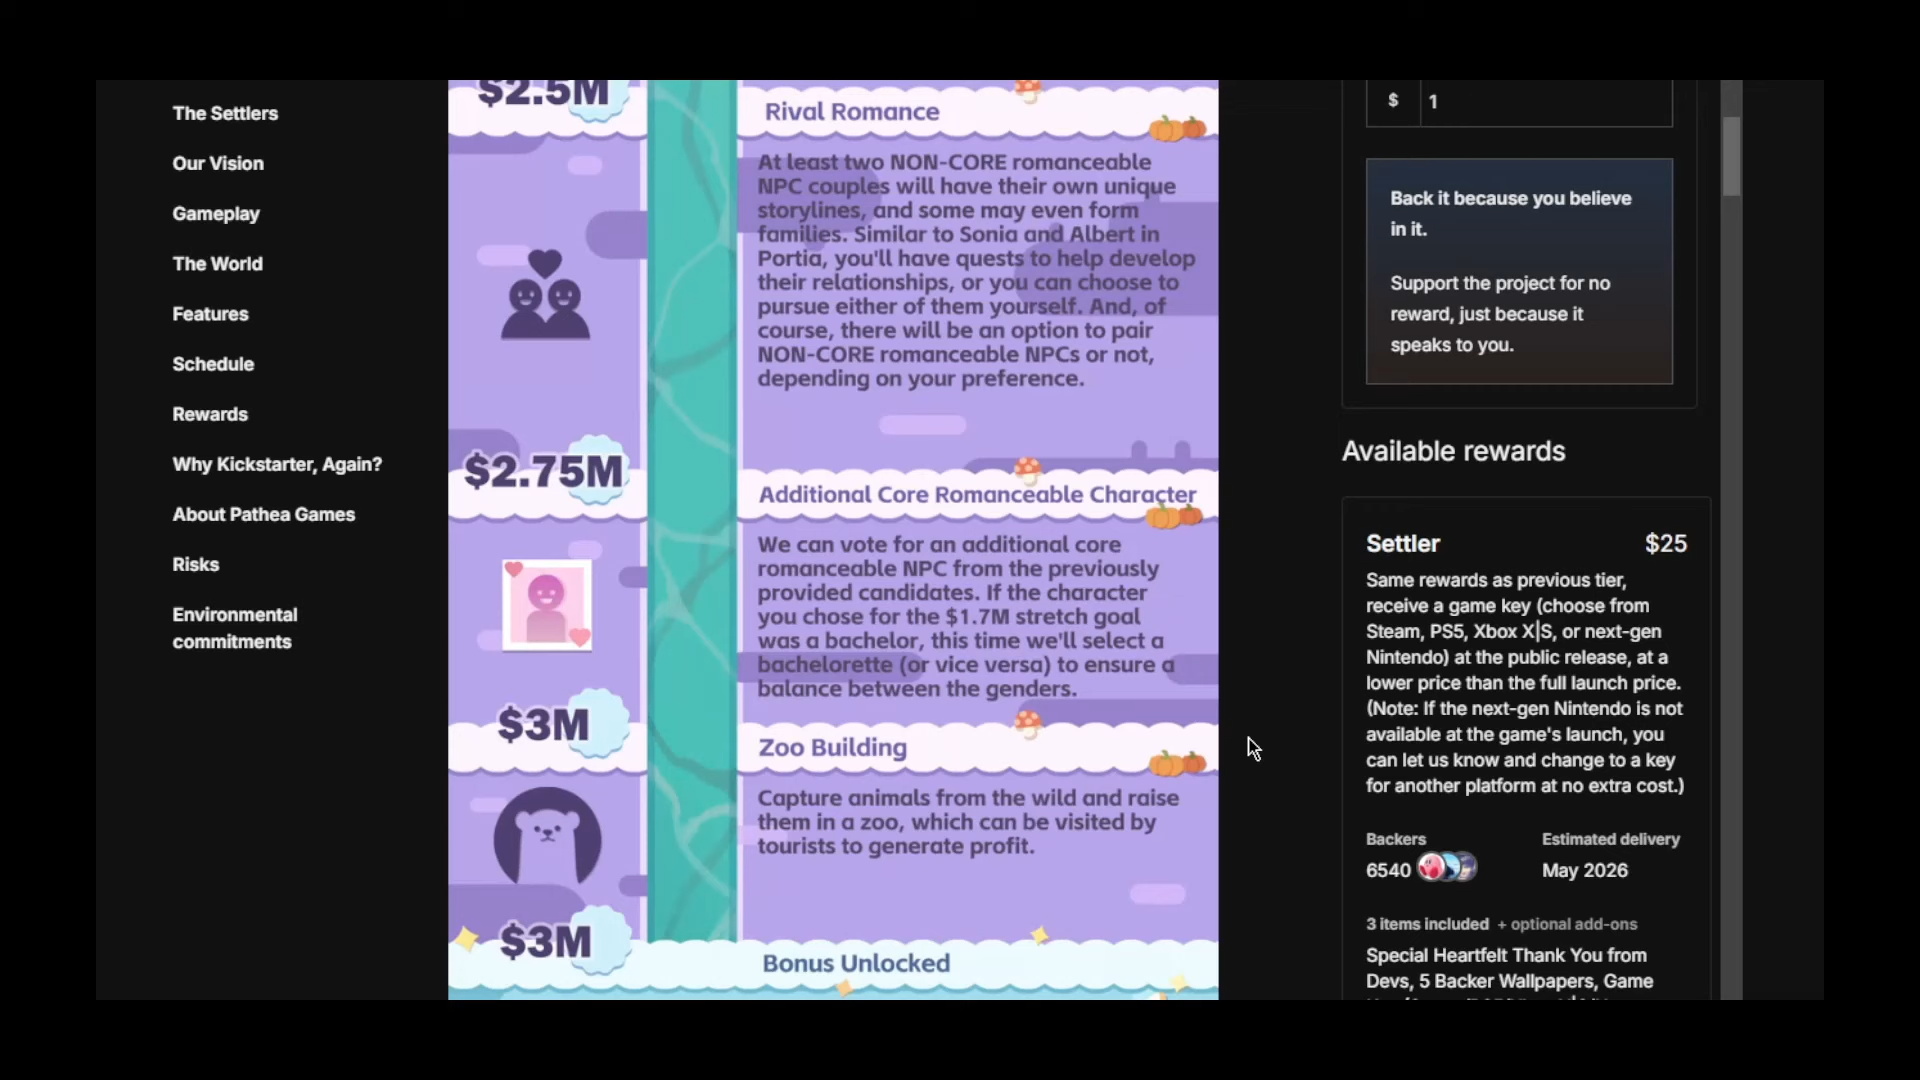 The Settlers
Our Vision
Gameplay
The World
Features
Schedule
Rewards
Why Kickstarter, Again?
About Pathea Games
Risks
Environmental
commitments
$2.5M
Rival Romance
At least two NON-CORE romanceable
NPC couples will have their own unique
storylines, and some may even form
families. Similar to Sonia and Albert in
Portia, you'll have quests to help develop
their relationships, or you can choose to
pursue either of them yourself. And, of
course, there will be an option to pair
NON-CORE romanceable NPCs or not,
depending on your preference.
$2.75M
Additional Core Romanceable Character
We can vote for an additional core
romanceable NPC from the previously
provided candidates. If the character
you chose for the $1.7M stretch goal
was a bachelor, this time we'll select a
bachelorette (or vice versa) to ensure a
balance between the genders.
$3M
Zoo Building
Capture animals from the wild and raise
them in a zoo, which can be visited by
tourists to generate profit.
$3M
Bonus Unlocked
$ 1
Back it because you believe
in it.
Support the project for no
reward, just because it
speaks to you.
Available rewards
Settler $25
Same rewards as previous tier,
receive a game key (choose from
Steam, PS5, Xbox X|S, or next-gen
Nintendo) at the public release, at a
lower price than the full launch price.
(Note: If the next-gen Nintendo is not
available at the game's launch, you
can let us know and change to a key
for another platform at no extra cost.)
Backers Estimated delivery
6540 May 2026
3 items included + optional add-ons
Special Heartfelt Thank You from
Devs, 5 Backer Wallpapers, Game